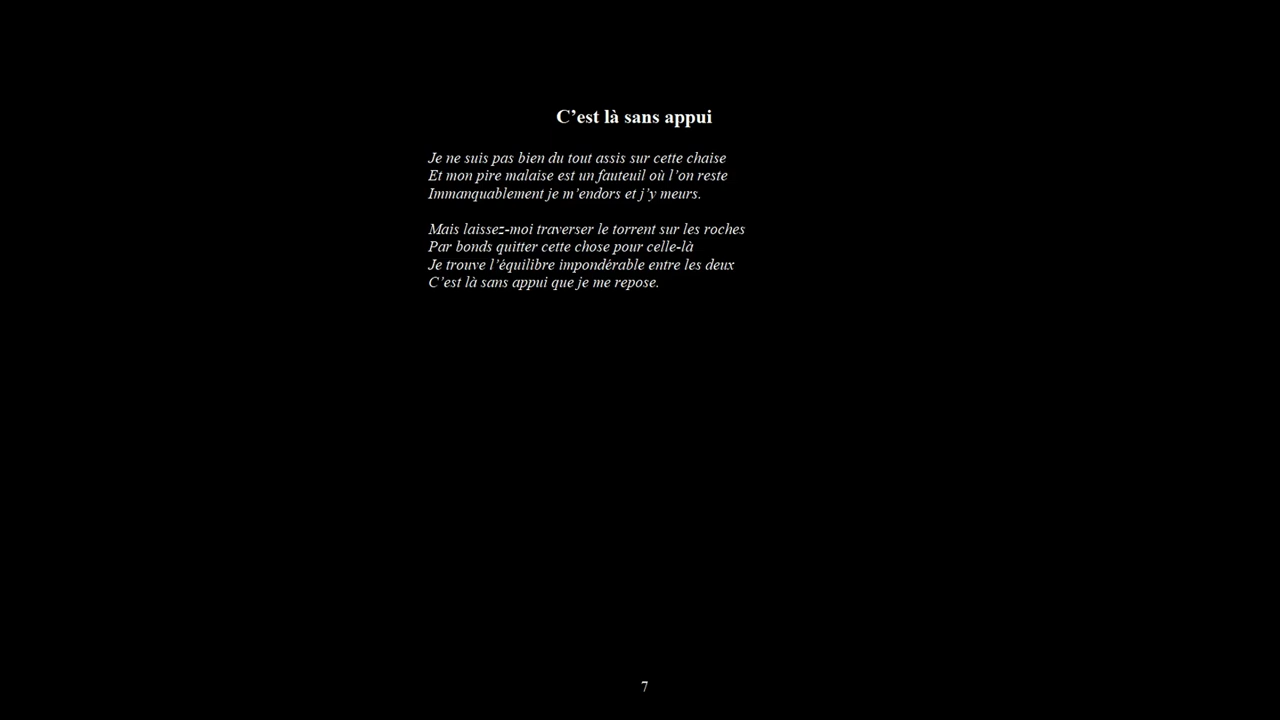 C’est là sans appui
Je ne suis pas bien du tout assis sur cette chaise
Et mon pire malaise est un fauteuil où l’on reste
Immanquablement je m’endors et j’y meurs.
Mais laissez-moi traverser le torrent sur les roches
Par bonds quitter cette chose pour celle-là
Je trouve l’équilibre impondérable entre les deux
C’est là sans appui que je me repose.
7